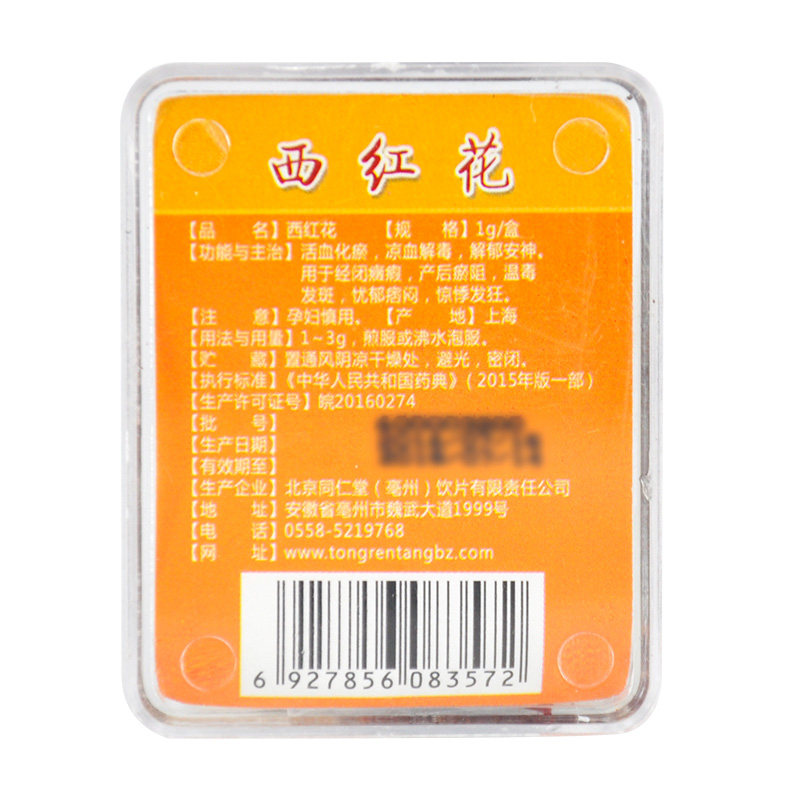 西红花
【品 名】西红花 【规 格】1g/盒
【功能与主治】活血化瘀，凉血解毒，解郁安神。
用于经闭癥瘕，产后瘀阻，温毒
发斑，忧郁痞闷，惊悸发狂。
【注 意】孕妇慎用。【产 地】上海
【用法与用量】1~3g，煎服或沸水泡服。
【贮 藏】置通风阴凉干燥处，避光，密闭。
【执行标准】《中华人民共和国药典》（2015年版一部）
【生产许可证号】皖20160274
【批 号】
【生产日期】
【有效期至】
【生产企业】北京同仁堂（亳州）饮片有限责任公司
【地 址】安徽省亳州市魏武大道1999号
【电 话】0558-5219768
【网 址】www.tongrentangbz.com
6 927856 083572